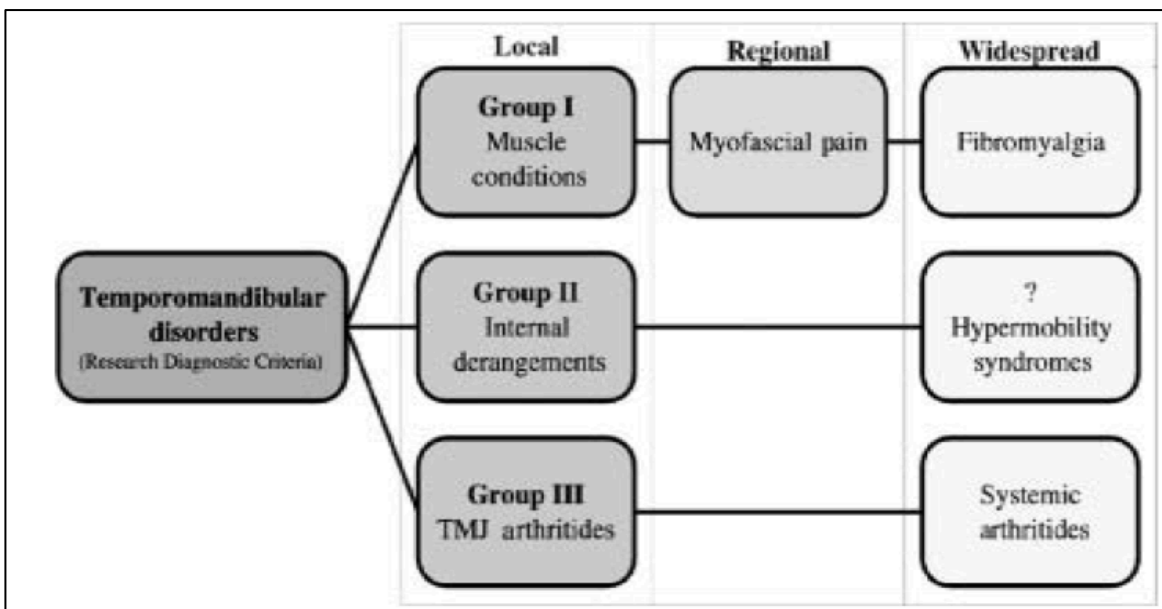 Local
Regional
Widespread
Group I
Muscle
conditions
Myofascial pain
Fibromyalgia
Temporomandibular
disorders
(Research Diagnostic Criteria)
Group II
Internal
derangements
?
Hypermobility
syndromes
Group III
TMJ arthritides
Systemic
arthritides